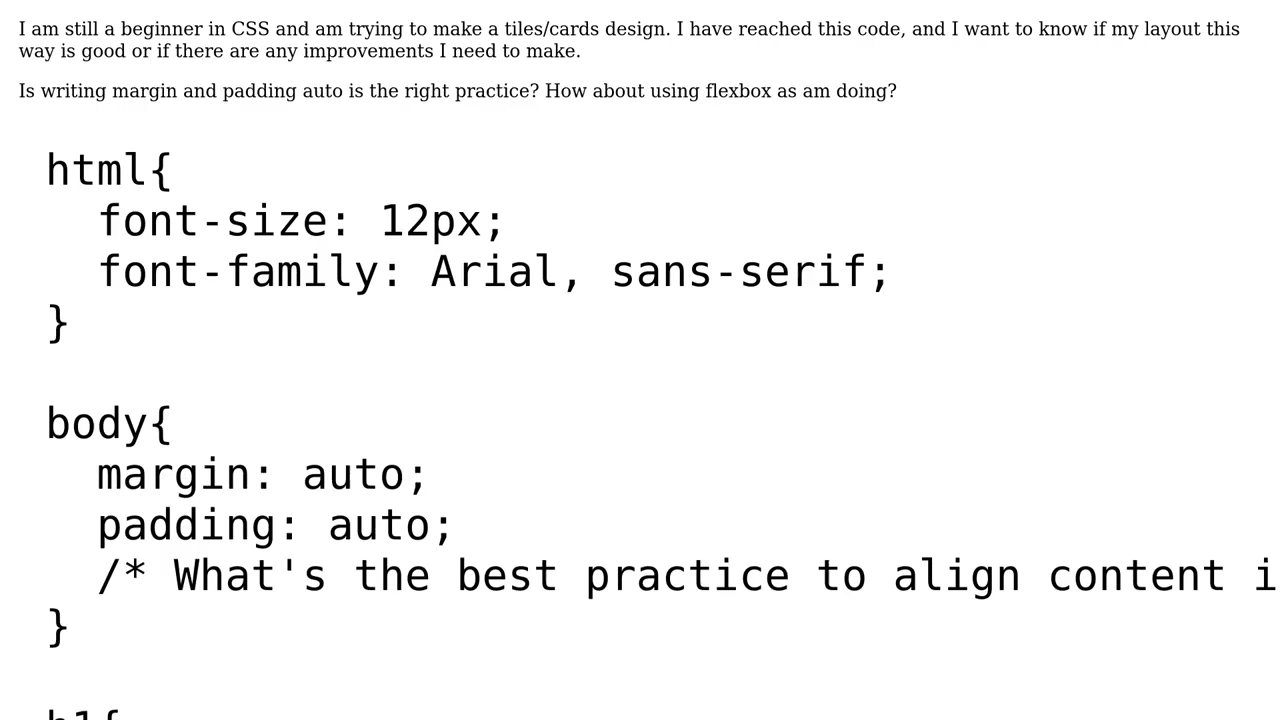 I am still a beginner in CSS and am trying to make a tiles/cards design. I have reached this code, and I want to know if my layout this
way is good or if there are any improvements I need to make.
Is writing margin and padding auto is the right practice? How about using flexbox as am doing?
html{
  font-size: 12px;
  font-family: Arial, sans-serif;
}
body{
  margin: auto;
  padding: auto;
  /* What's the best practice to align content i
}
h1{